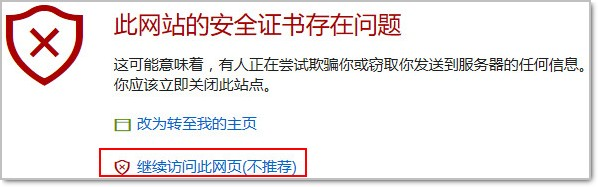 此网站的安全证书存在问题
这可能意味着，有人正在尝试欺骗你或窃取你发送到服务器的任何信息。
你应该立即关闭此站点。
改为转至我的主页
继续访问此网页(不推荐)